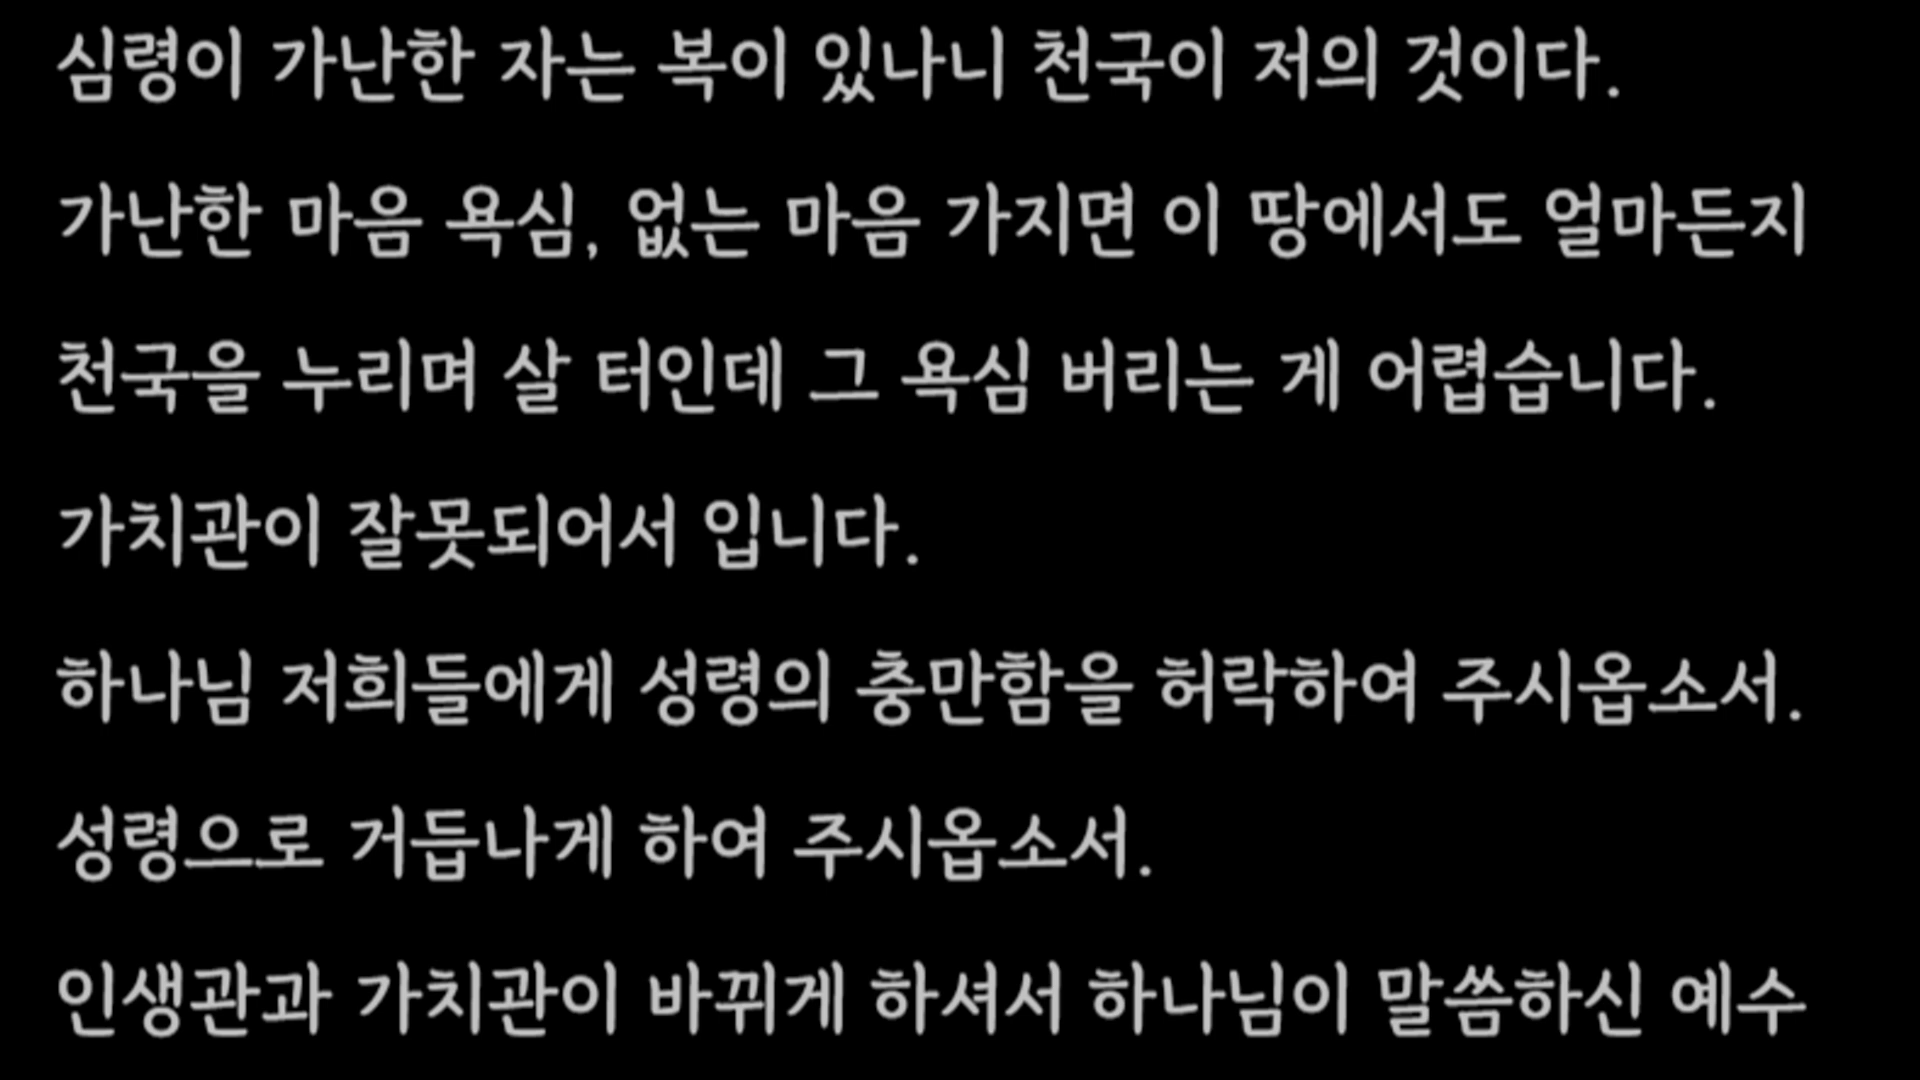 심령이 가난한 자는 복이 있나니 천국이 저의 것이다.
가난한 마음 욕심, 없는 마음 가지면 이 땅에서도 얼마든지
천국을 누리며 살 터인데 그 욕심 버리는 게 어렵습니다.
가치관이 잘못되어서 입니다.
하나님 저희들에게 성령의 충만함을 허락하여 주시옵소서.
성령으로 거듭나게 하여 주시옵소서.
인생관과 가치관이 바뀌게 하셔서 하나님이 말씀하신 예수